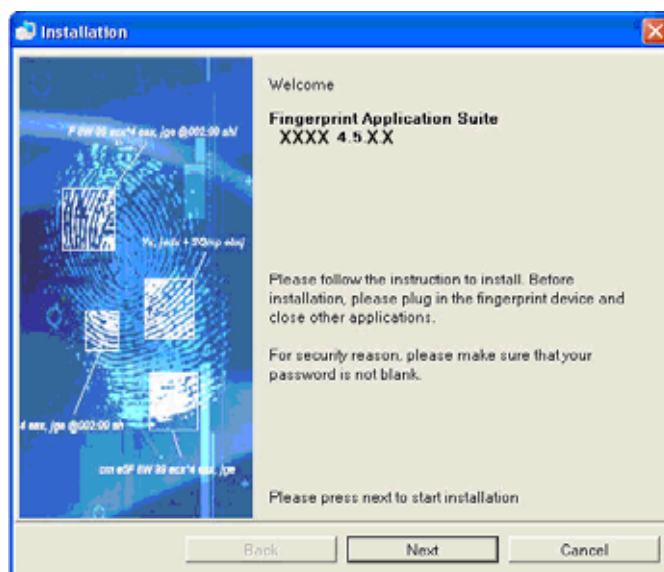 Installation
Welcome
Fingerprint Application Suite
XXXX 4.5.XX
Please follow the instruction to install. Before
installation, please plug in the fingerprint device and
close other applications.
For security reason, please make sure that your
password is not blank.
Please press next to start installation
Back
Next
Cancel